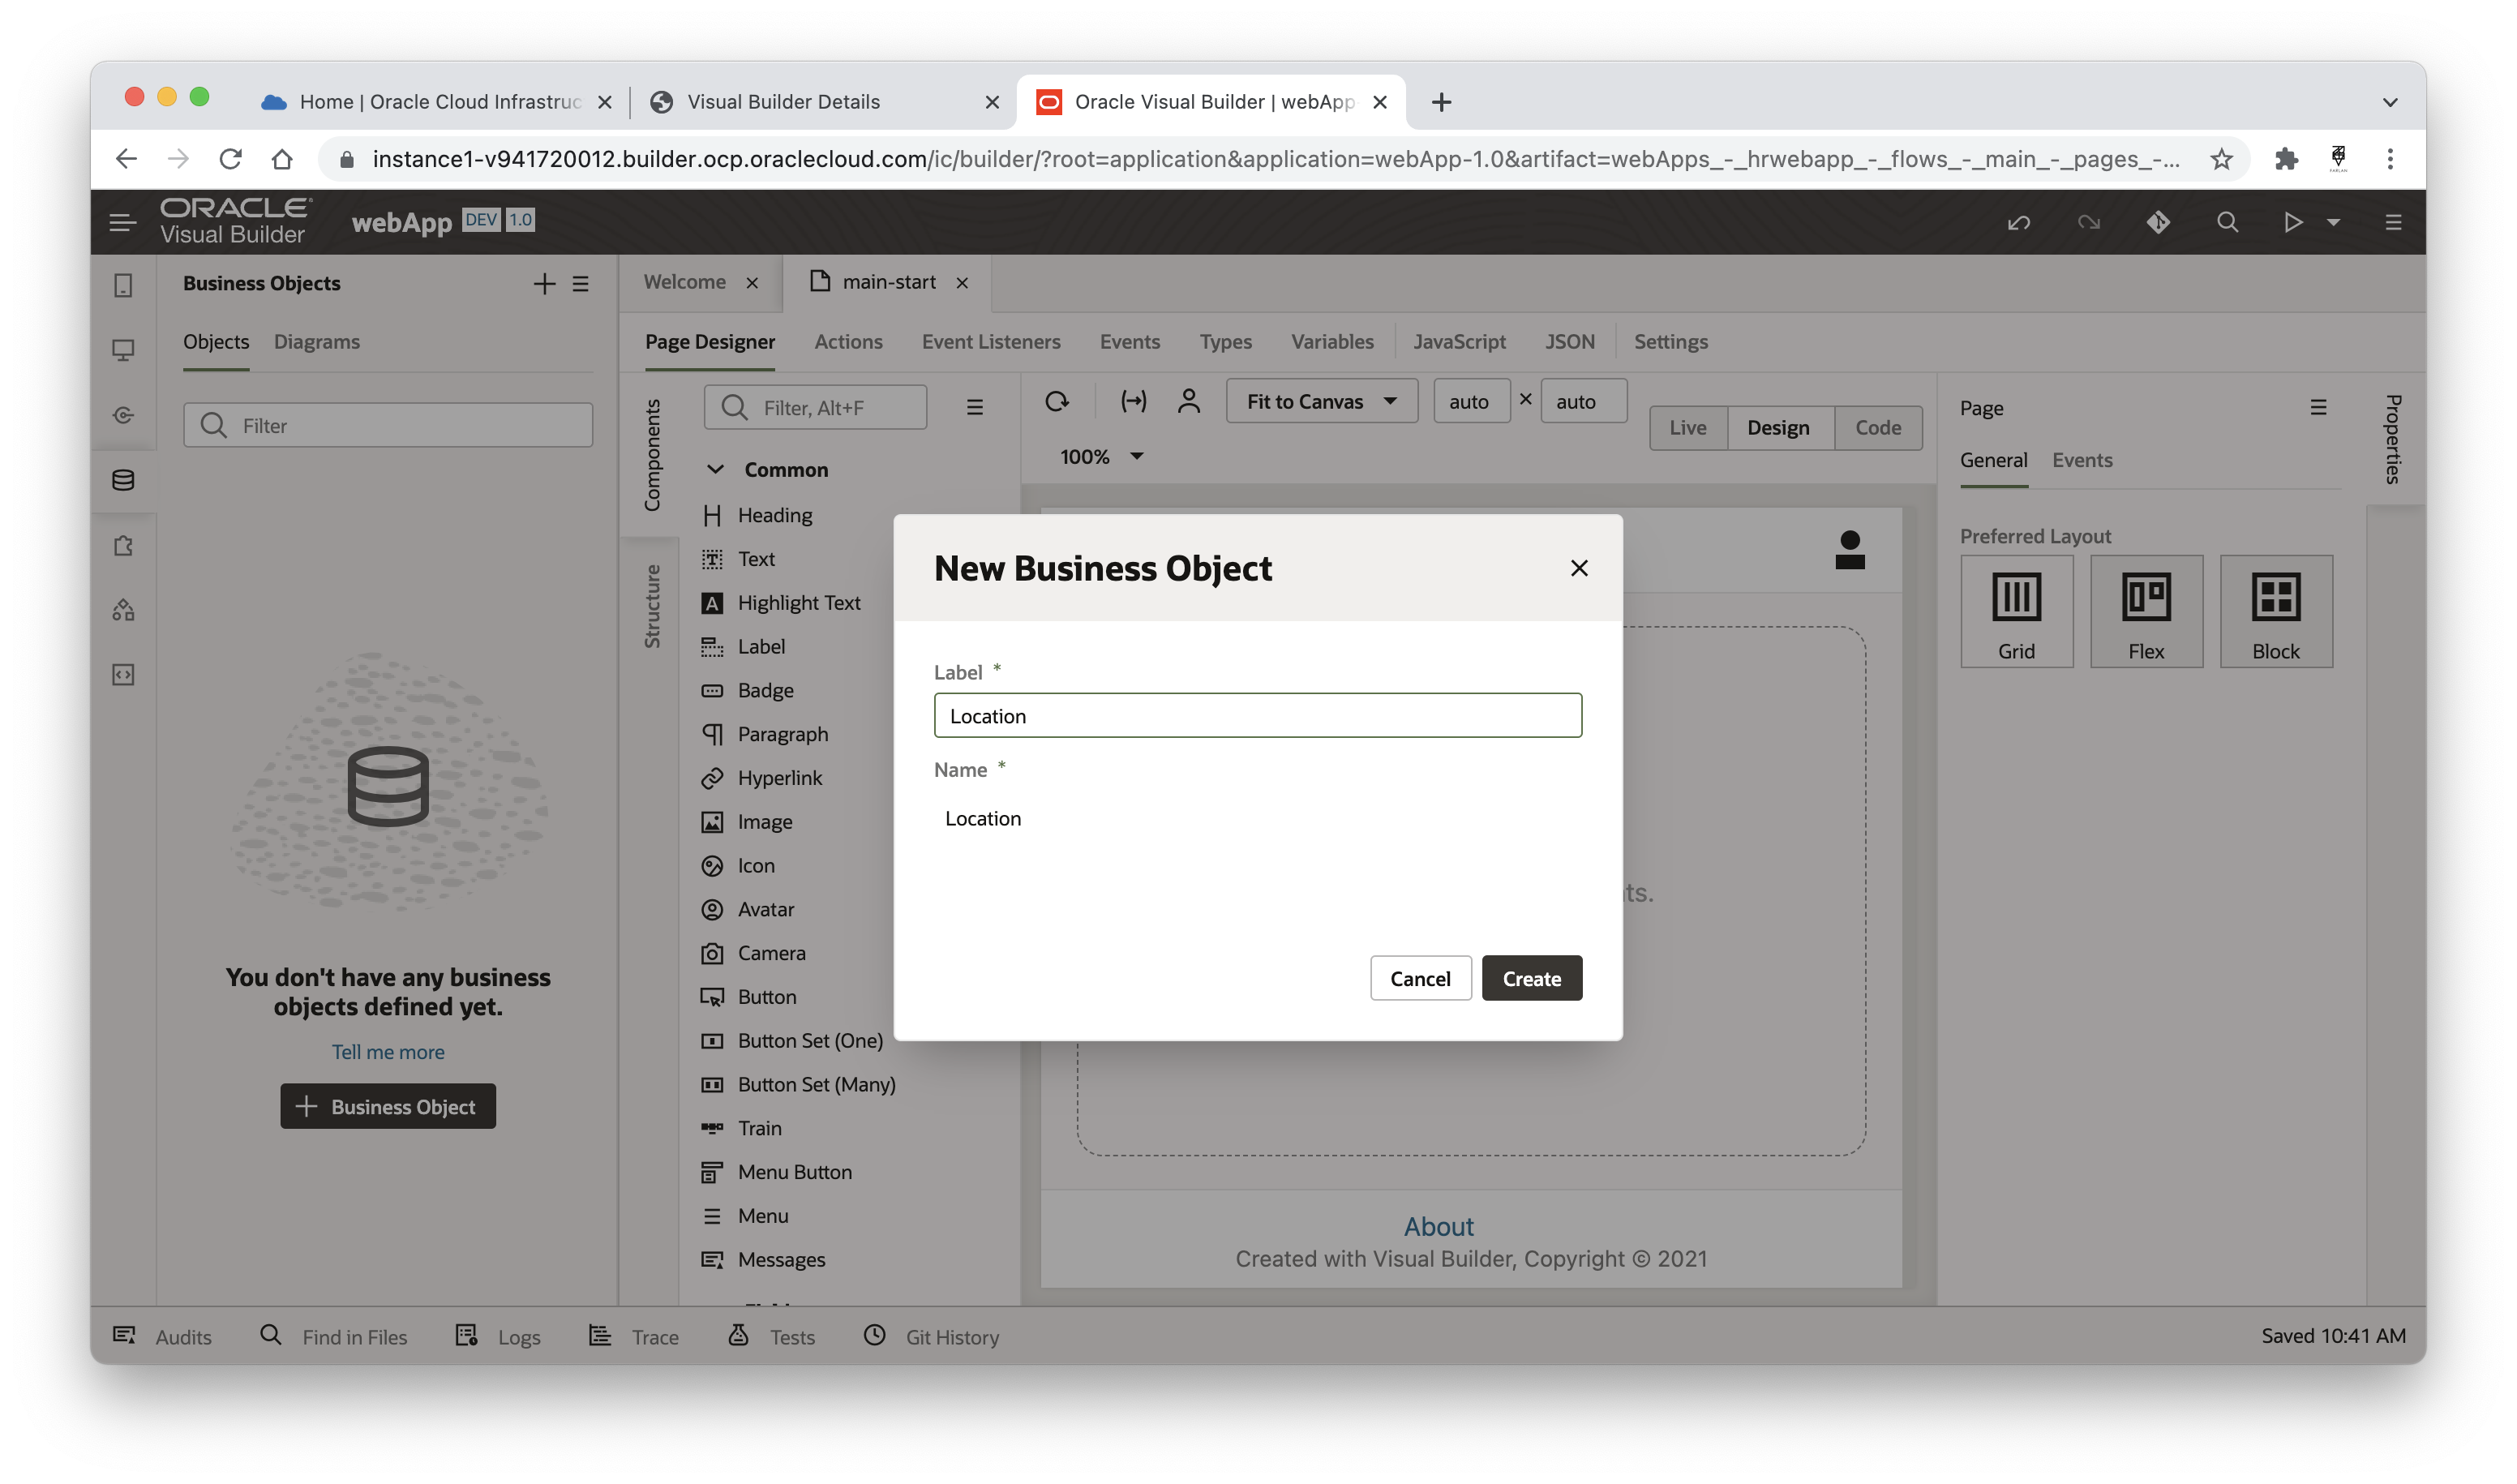 Home | Oracle Cloud Infrastruc
Visual Builder Details
Oracle Visual Builder | webApp
instance1-v941720012.builder.ocp.oraclecloud.com/ic/builder/?root=application&application=webApp-1.0&artifact=webApps_-_hrwebapp_-_flows_-_main_-_pages_-...
ORACLE
Visual Builder
webApp DEV 1.0
Business Objects
Objects Diagrams
Filter
You don't have any business
objects defined yet.
Tell me more
Business Object
Welcome
main-start
Page Designer Actions Event Listeners Events Types Variables JavaScript JSON Settings
Components
Structure
Filter, Alt+F
Common
Heading
Text
Highlight Text
Label
Badge
Paragraph
Hyperlink
Image
Icon
Avatar
Camera
Button
Button Set (One)
Button Set (Many)
Train
Menu Button
Menu
Messages
Fit to Canvas auto × auto
100%
Live Design Code
New Business Object
Label *
Location
Name *
Location
Cancel Create
ts.
About
Created with Visual Builder, Copyright © 2021
Page
General Events
Preferred Layout
Grid Flex Block
Properties
Audits Find in Files Logs Trace Tests Git History
Saved 10:41 AM